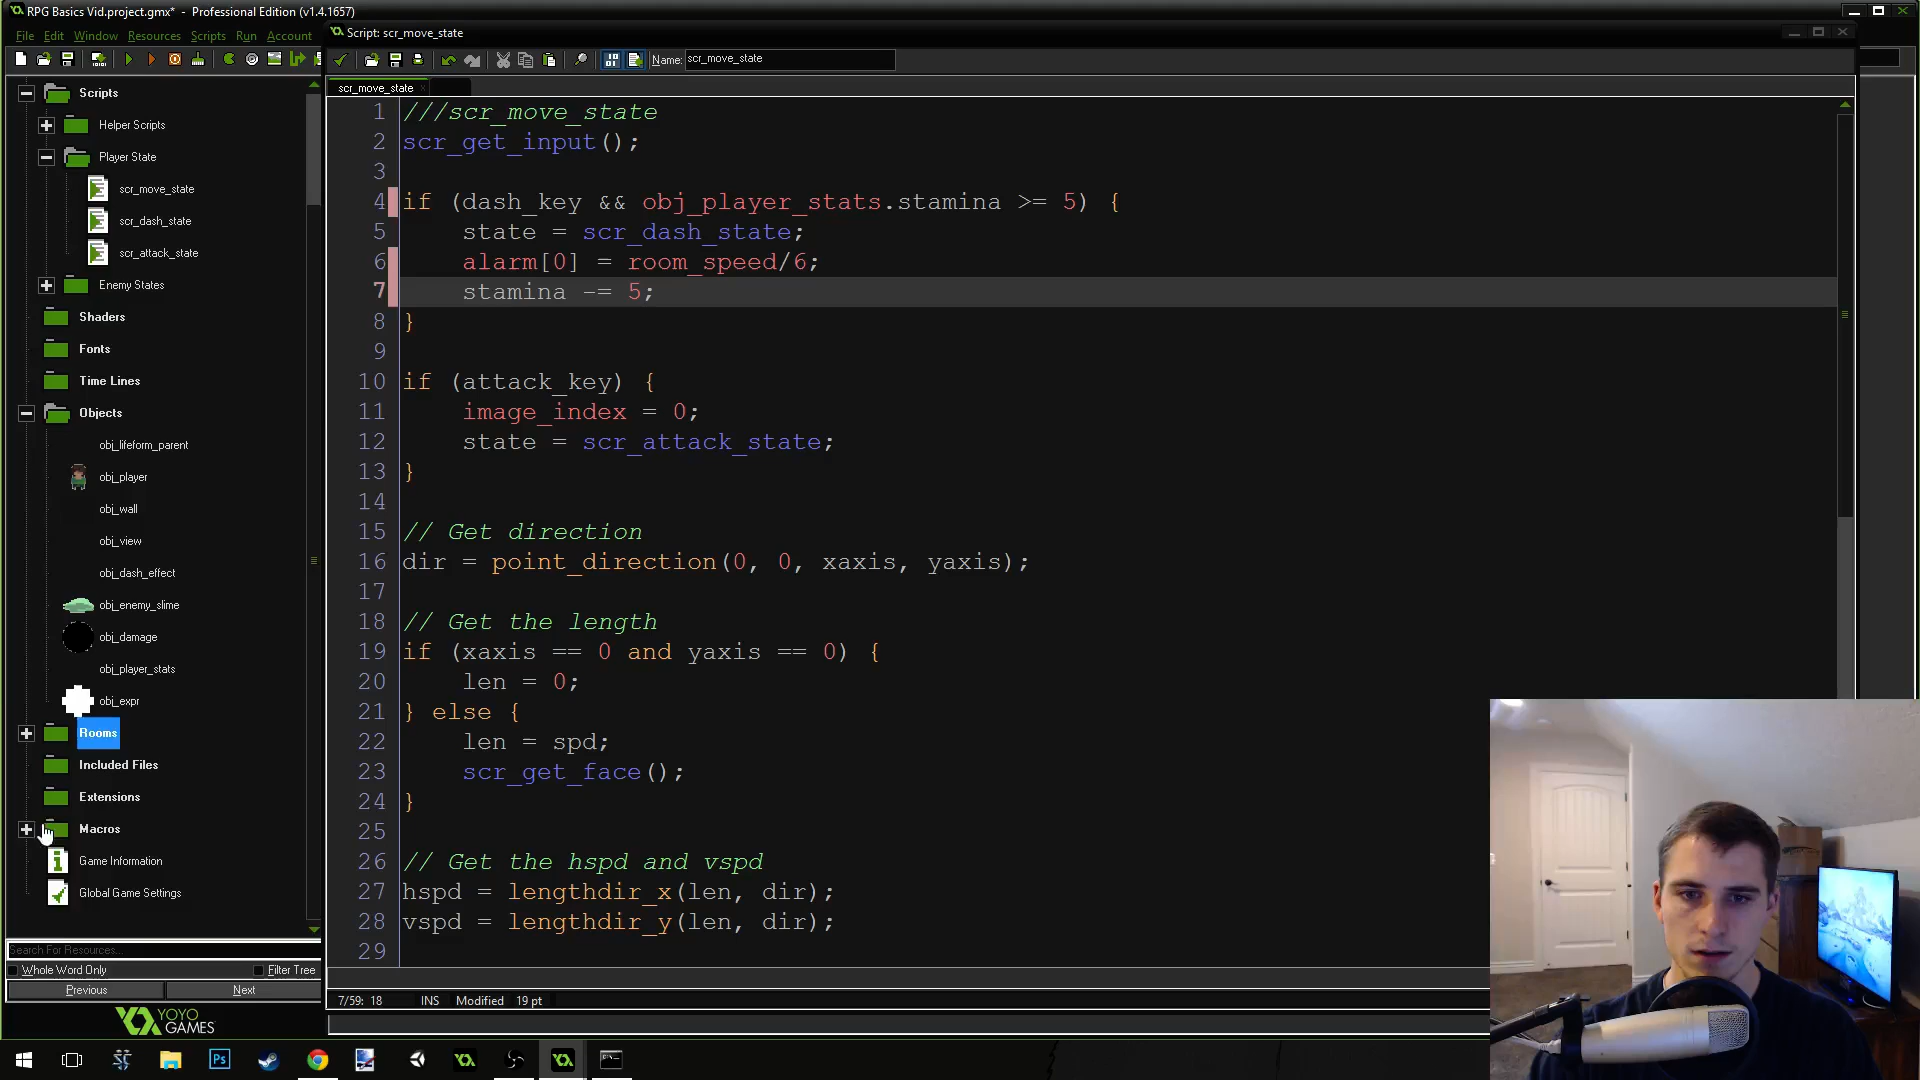 RPG Basics Vid.project.gmx* - Professional Edition (v1.4.1657)
File Edit Window Resources Scripts Run Account
Script: scr_move_state
Name: scr_move_state
scr_move_state
Scripts
Helper Scripts
Player State
scr_move_state
scr_dash_state
scr_attack_state
Enemy States
Shaders
Fonts
Time Lines
Objects
obj_lifeform_parent
obj_player
obj_wall
obj_view
obj_dash_effect
obj_enemy_slime
obj_damage
obj_player_stats
obj_expr
Rooms
Included Files
Extensions
Macros
Game Information
Global Game Settings
Search For Resources...
Whole Word Only Filter Tree
Previous Next
YOYO
GAMES
1 ///scr_move_state
2 scr_get_input();
3
4 if (dash_key && obj_player_stats.stamina >= 5) {
5 state = scr_dash_state;
6 alarm[0] = room_speed/6;
7 stamina -= 5;
8 }
9
10 if (attack_key) {
11 image_index = 0;
12 state = scr_attack_state;
13 }
14
15 // Get direction
16 dir = point_direction(0, 0, xaxis, yaxis);
17
18 // Get the length
19 if (xaxis == 0 and yaxis == 0) {
20 len = 0;
21 } else {
22 len = spd;
23 scr_get_face();
24 }
25
26 // Get the hspd and vspd
27 hspd = lengthdir_x(len, dir);
28 vspd = lengthdir_y(len, dir);
29
7/59: 18 INS Modified 19 pt
Ps